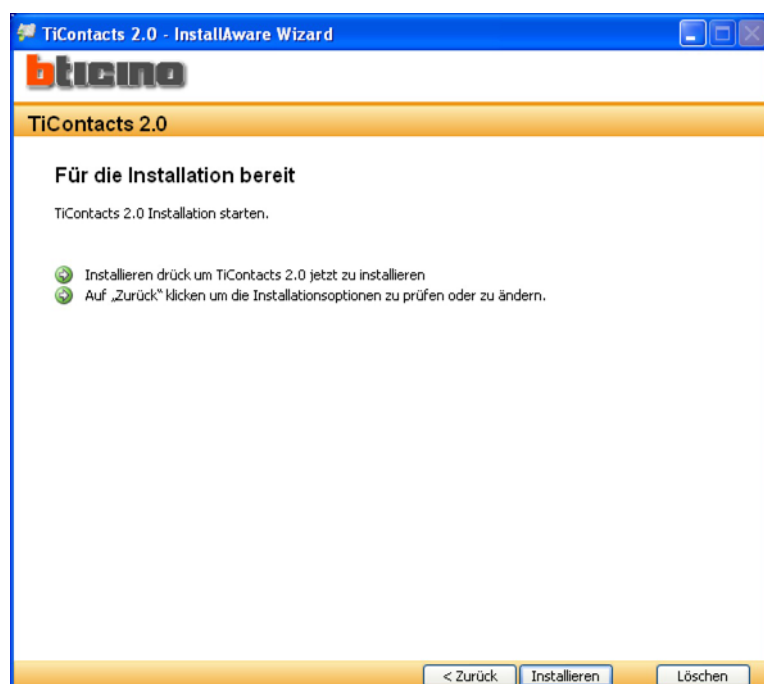 TiContacts 2.0 - InstallAware Wizard
bticino
TiContacts 2.0
Für die Installation bereit
TiContacts 2.0 Installation starten.
Installieren drück um TiContacts 2.0 jetzt zu installieren
Auf „Zurück“ klicken um die Installationsoptionen zu prüfen oder zu ändern.
< Zurück Installieren Löschen